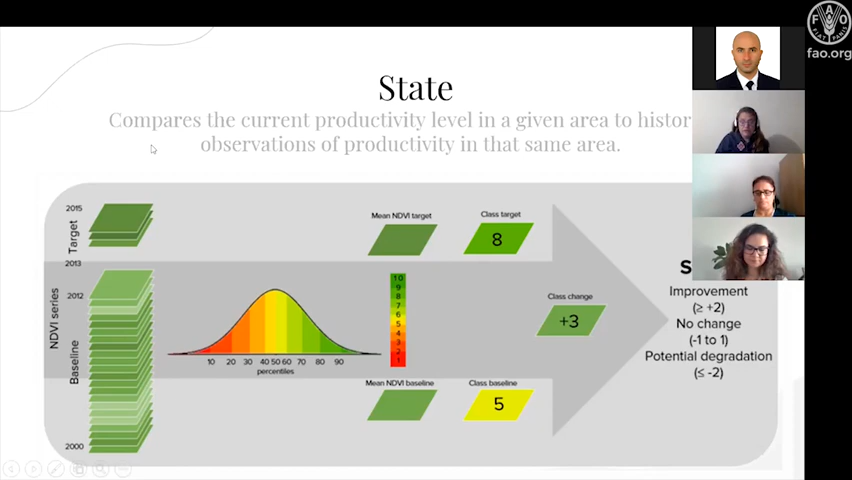 State
Compares the current productivity level in a given area to histor
observations of productivity in that same area.
FAO
FIAT PANIS
fao.org
2015
Target
2013
2012
NDVI series
Baseline
2000
10 20 30 40 50 60 70 80 90
percentiles
Mean NDVI target
Class target
8
10
9
8
7
6
5
4
3
2
1
Mean NDVI baseline
Class baseline
5
Class change
+3
S
Improvement
(≥ +2)
No change
(-1 to 1)
Potential degradation
(≤ -2)